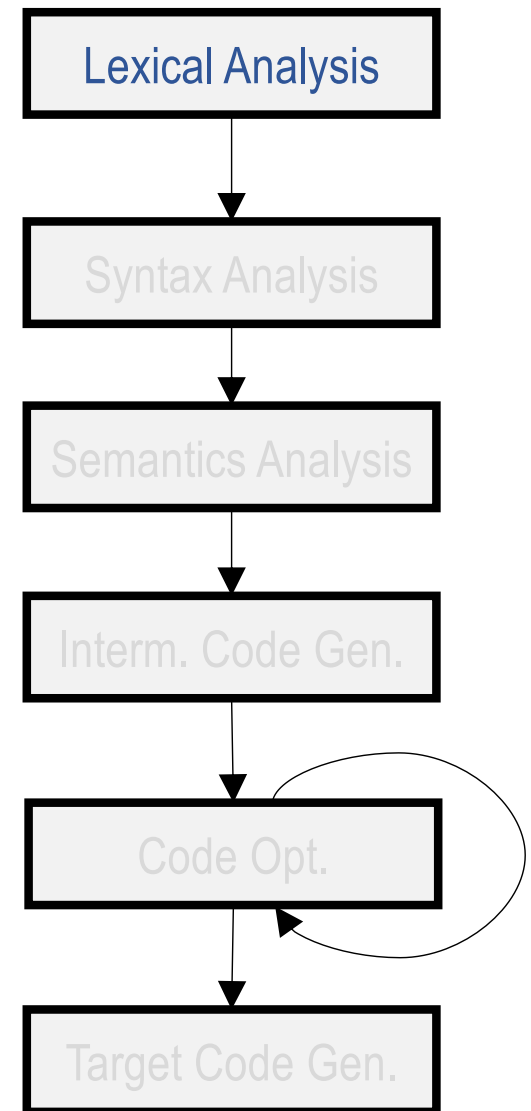 Lexical Analysis
Syntax Analysis
Semantics Analysis
Interm. Code Gen.
Code Opt.
Target Code Gen.